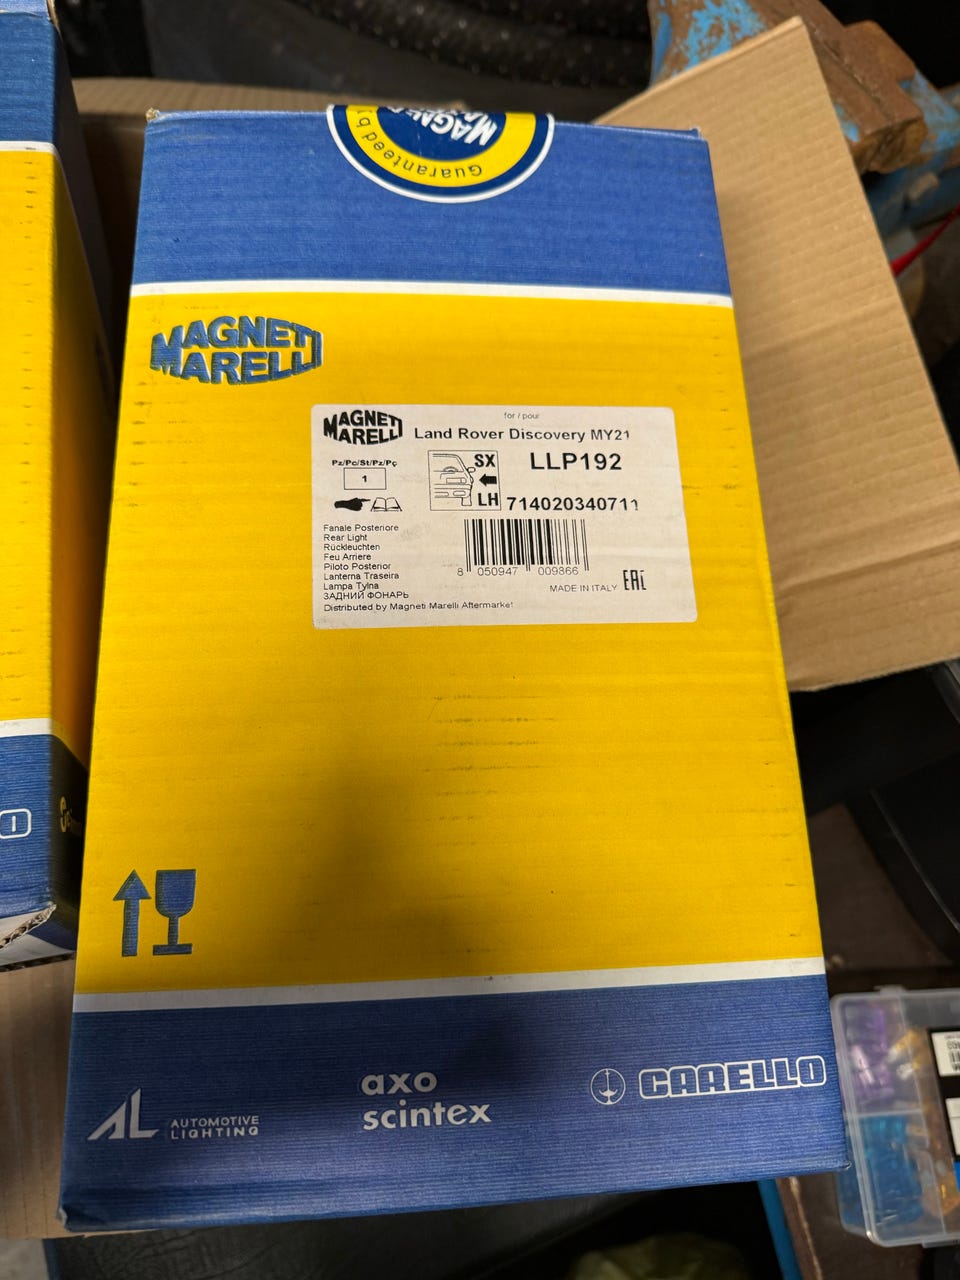 Guaranteed b
MAGNETI
MARELLI
MAGNETI
MARELLI
for / pour
Land Rover Discovery MY21
Pz/Pc/St/Pz/Pç
1
SX
LH
LLP192
714020340711
Fanale Posteriore
Rear Light
Rückleuchten
Feu Arriere
Piloto Posterior
Lanterna Traseira
Lampa Tylna
ЗАДНИЙ ФОНАРЬ
Distributed by Magneti Marelli Aftermarket
8 050947 009366
MADE IN ITALY
EAC
AL AUTOMOTIVE
LIGHTING
axo
scintex
CARELLO